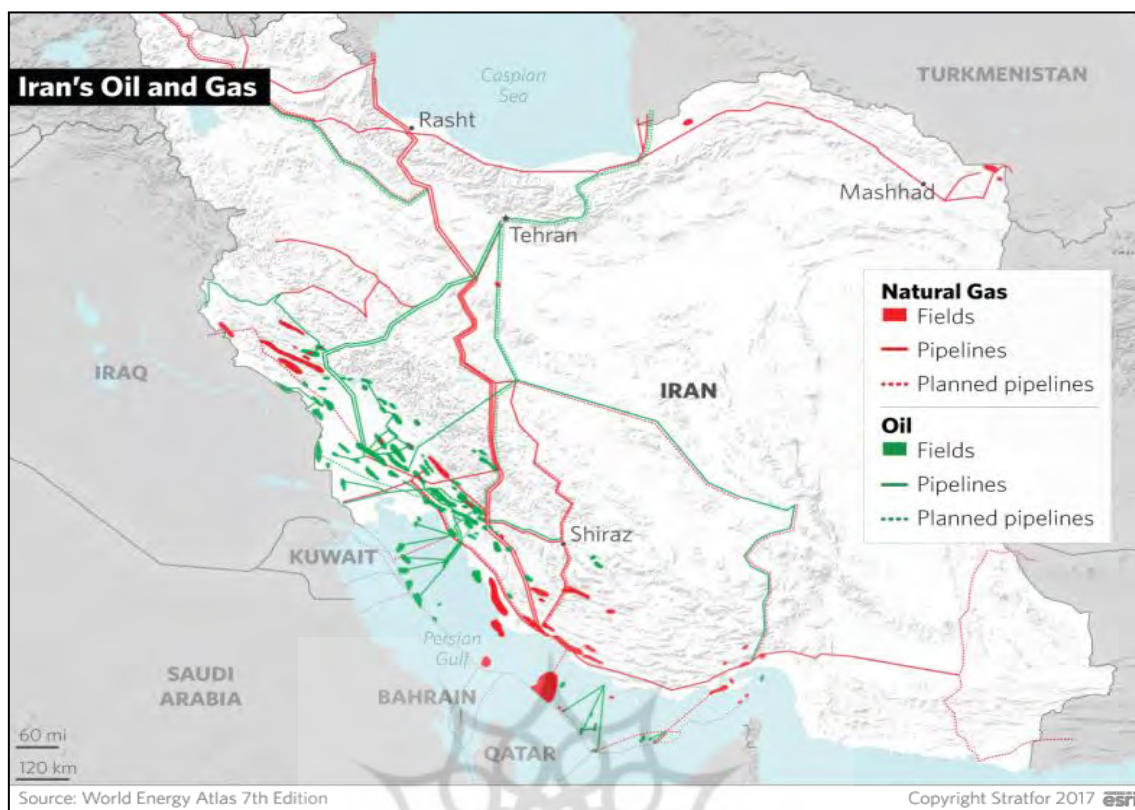 Iran's Oil and Gas
Caspian
Sea
TURKMENISTAN
Rasht
Mashhad
Tehran
Natural Gas
Fields
Pipelines
Planned pipelines
Oil
Fields
Pipelines
Planned pipelines
IRAQ
IRAN
Shiraz
KUWAIT
Persian
Gulf
SAUDI
ARABIA
BAHRAIN
QATAR
60 mi
120 km
Source: World Energy Atlas 7th Edition
Copyright Stratfor 2017
esri